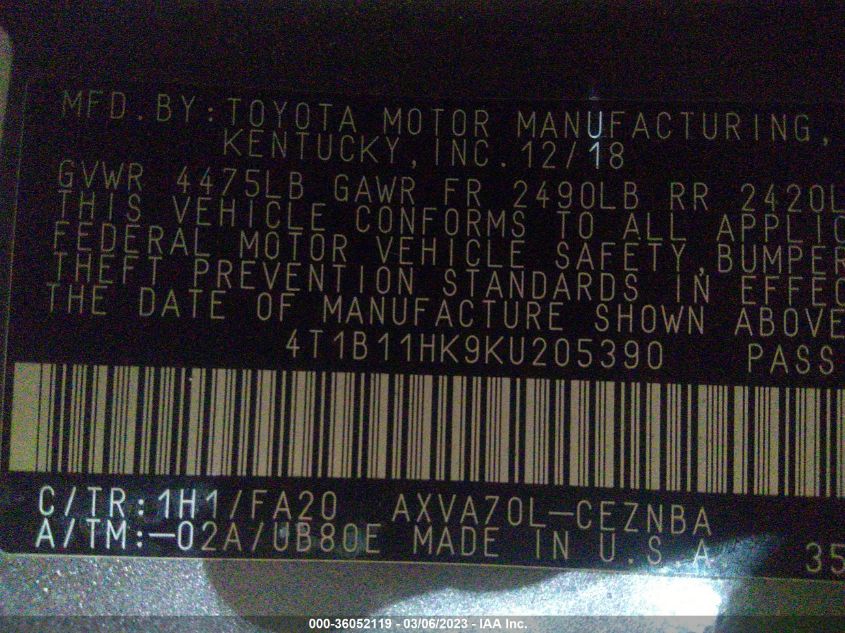 MFD.BY:TOYOTA MOTOR MANUFACTURING,
KENTUCKY,INC.12/18
GVWR 4475LB GAWR FR 2490LB RR 2420L
THIS VEHICLE CONFORMS TO ALL APPLIC
FEDERAL MOTOR VEHICLE SAFETY,BUMPER
THEFT PREVENTION STANDARDS IN EFFEC
THE DATE OF MANUFACTURE SHOWN ABOVE
4T1B11HK9KU205390 PASS
C/TR:1H1/FA20 AXVA70L-CEZNBA
A/TM:-02A/UB80E MADE IN U.S.A 35
000-36052119 - 03/06/2023 - IAA Inc.